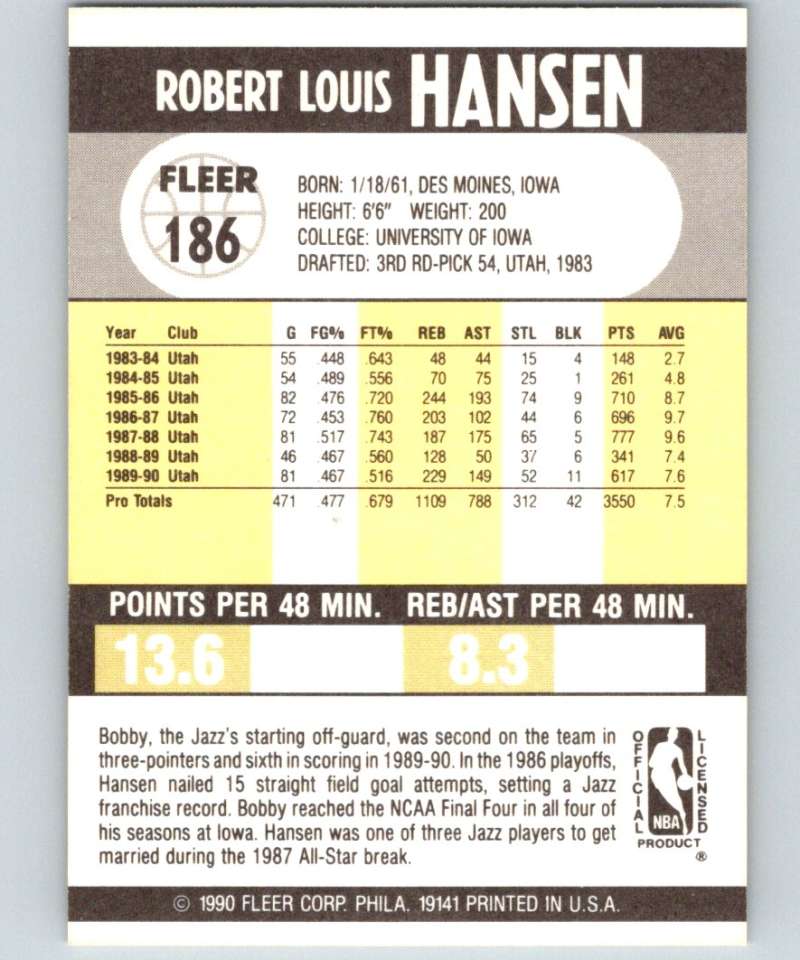 ROBERT LOUIS HANSEN
FLEER
186
BORN: 1/18/61, DES MOINES, IOWA
HEIGHT: 6'6" WEIGHT: 200
COLLEGE: UNIVERSITY OF IOWA
DRAFTED: 3RD RD-PICK 54, UTAH, 1983
Year Club G FG% FT% REB AST STL BLK PTS AVG
1983-84 Utah 55 .448 .643 48 44 15 4 148 2.7
1984-85 Utah 54 .489 .556 70 75 25 1 261 4.8
1985-86 Utah 82 .476 .720 244 193 74 9 710 8.7
1986-87 Utah 72 .453 .760 203 102 44 6 696 9.7
1987-88 Utah 81 .517 .743 187 175 65 5 777 9.6
1988-89 Utah 46 .467 .560 128 50 37 6 341 7.4
1989-90 Utah 81 .467 .516 229 149 52 11 617 7.6
Pro Totals 471 .477 .679 1109 788 312 42 3550 7.5
POINTS PER 48 MIN. REB/AST PER 48 MIN.
13.6 8.3
Bobby, the Jazz's starting off-guard, was second on the team in
three-pointers and sixth in scoring in 1989-90. In the 1986 playoffs,
Hansen nailed 15 straight field goal attempts, setting a Jazz
franchise record. Bobby reached the NCAA Final Four in all four of
his seasons at Iowa. Hansen was one of three Jazz players to get
married during the 1987 All-Star break.
OFFICIAL
LICENSED
NBA
PRODUCT
®
© 1990 FLEER CORP. PHILA. 19141 PRINTED IN U.S.A.